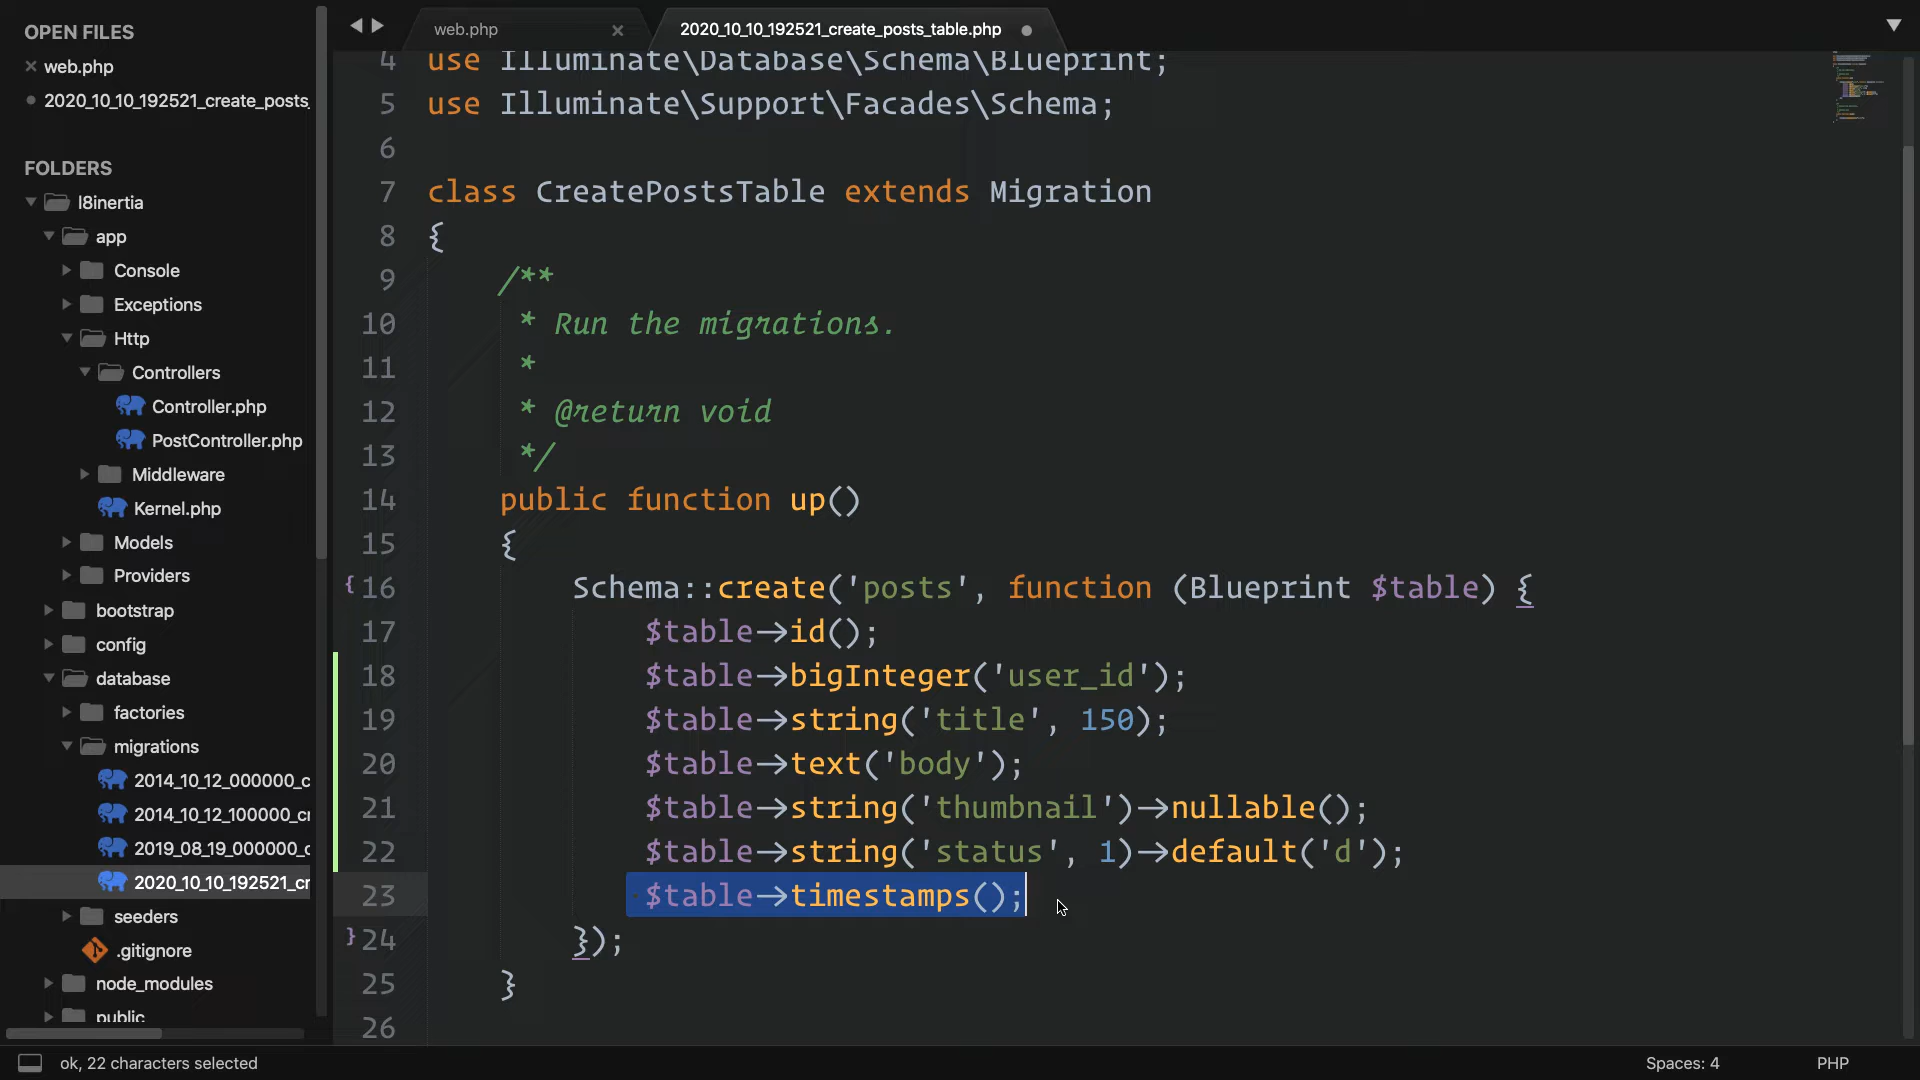 OPEN FILES
web.php
2020_10_10_192521_create_posts_
FOLDERS
l8inertia
app
Console
Exceptions
Http
Controllers
Controller.php
PostController.php
Middleware
Kernel.php
Models
Providers
bootstrap
config
database
factories
migrations
2014_10_12_000000_c
2014_10_12_100000_cr
2019_08_19_000000_c
2020_10_10_192521_cr
seeders
.gitignore
node_modules
public
web.php
2020_10_10_192521_create_posts_table.php
4 use Illuminate\Database\Schema\Blueprint;
5 use Illuminate\Support\Facades\Schema;
6
7 class CreatePostsTable extends Migration
8 {
9 /**
10 * Run the migrations.
11 *
12 * @return void
13 */
14 public function up()
15 {
{ 16 Schema::create('posts', function (Blueprint $table) {
17 $table->id();
18 $table->bigInteger('user_id');
19 $table->string('title', 150);
20 $table->text('body');
21 $table->string('thumbnail')->nullable();
22 $table->string('status', 1)->default('d');
23 $table->timestamps();
} 24 });
25 }
26
ok, 22 characters selected
Spaces: 4
PHP